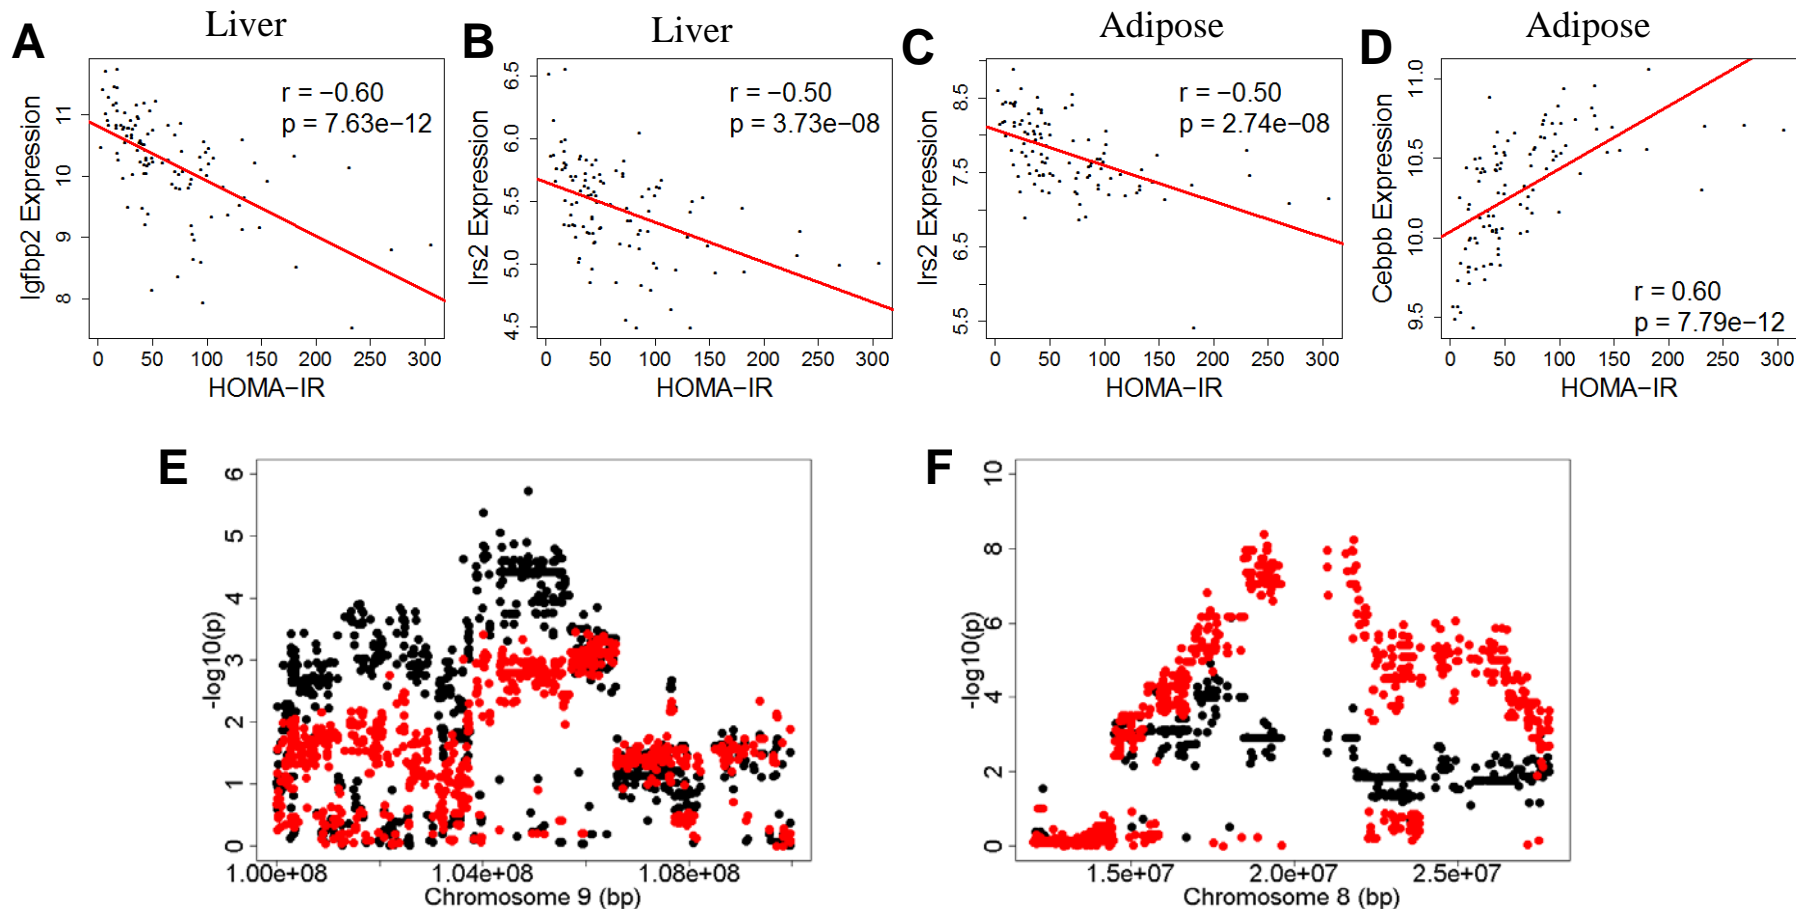 A
Liver
r = −0.60
p = 7.63e−12
Igfbp2 Expression
8 9 10 11
0 50 100 150 200 250 300
HOMA−IR
B
Liver
r = −0.50
p = 3.73e−08
Irs2 Expression
4.5 5.0 5.5 6.0 6.5
0 50 100 150 200 250 300
HOMA−IR
C
Adipose
r = −0.50
p = 2.74e−08
Irs2 Expression
5.5 6.5 7.5 8.5
0 50 100 150 200 250 300
HOMA−IR
D
Adipose
r = 0.60
p = 7.79e−12
Cebpb Expression
9.5 10.0 10.5 11.0
0 50 100 150 200 250 300
HOMA−IR
E
-log10(p)
0 1 2 3 4 5 6
1.00e+08 1.04e+08 1.08e+08
Chromosome 9 (bp)
F
-log10(p)
0 2 4 6 8 10
1.5e+07 2.0e+07 2.5e+07
Chromosome 8 (bp)